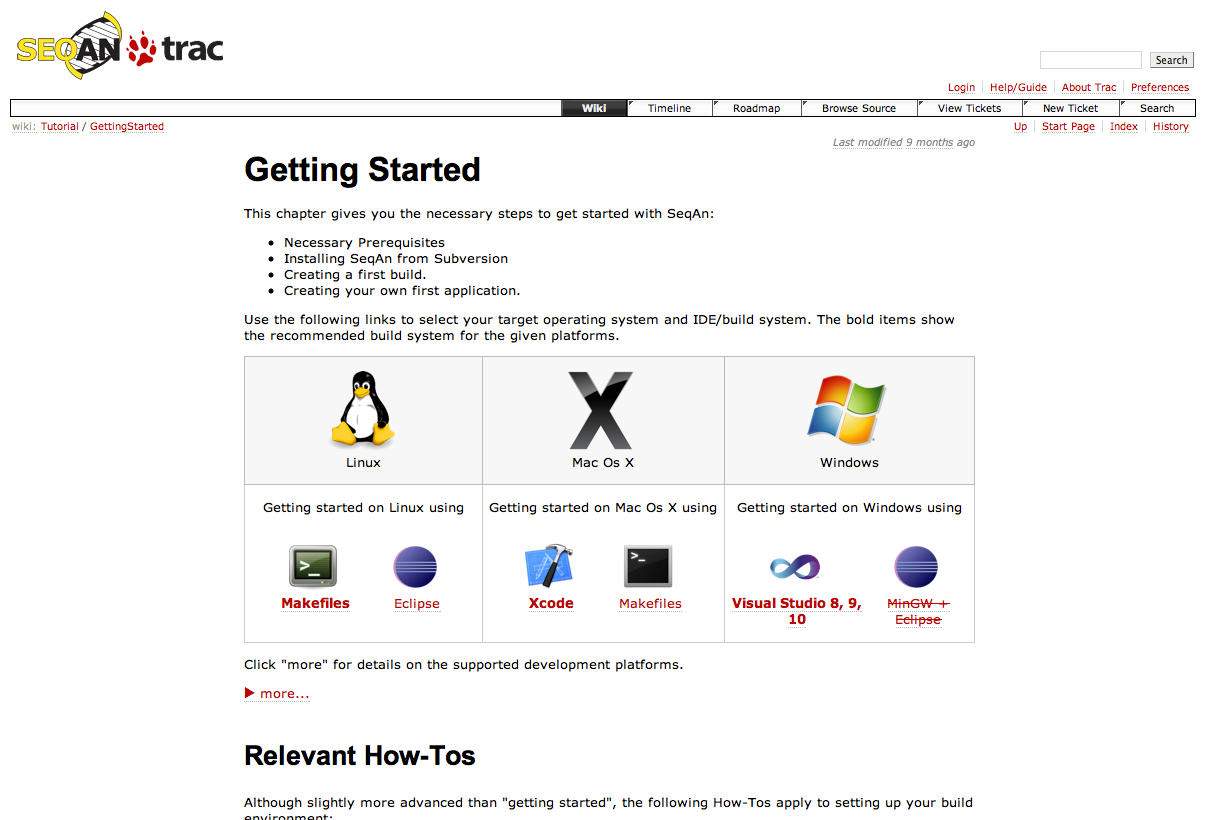 SEQAN trac
Search
Login Help/Guide About Trac Preferences
Wiki Timeline Roadmap Browse Source View Tickets New Ticket Search
wiki: Tutorial / GettingStarted
Up Start Page Index History
Last modified 9 months ago
Getting Started
This chapter gives you the necessary steps to get started with SeqAn:
• Necessary Prerequisites
• Installing SeqAn from Subversion
• Creating a first build.
• Creating your own first application.
Use the following links to select your target operating system and IDE/build system. The bold items show
the recommended build system for the given platforms.
Linux Mac Os X Windows
Getting started on Linux using Getting started on Mac Os X using Getting started on Windows using
Makefiles Eclipse Xcode Makefiles Visual Studio 8, 9, MinGW +
10 Eclipse
Click "more" for details on the supported development platforms.
more...
Relevant How-Tos
Although slightly more advanced than "getting started", the following How-Tos apply to setting up your build
environment: